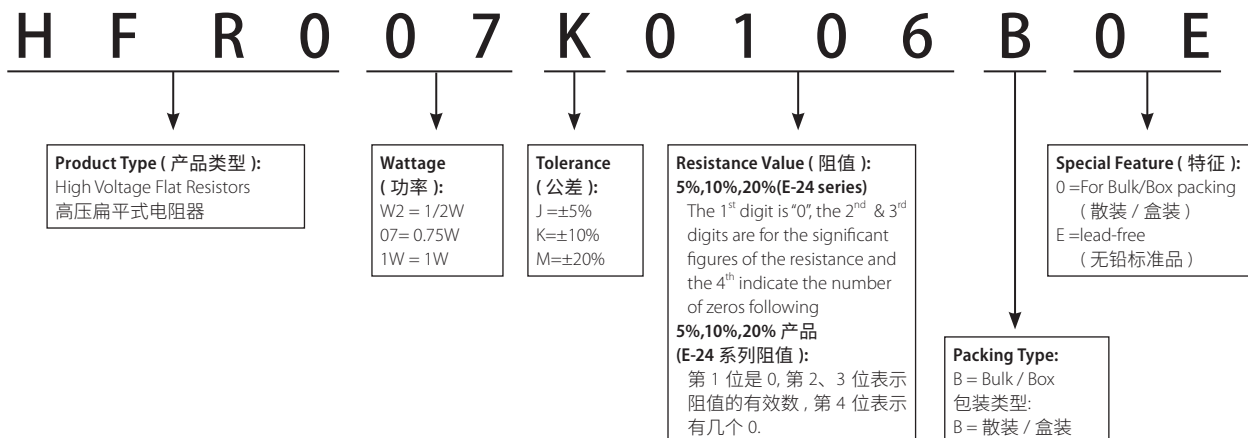 H F R 0 0 7 K 0 1 0 6 B 0 E
Product Type ( 产品类型 ):
High Voltage Flat Resistors
高压扁平式电阻器
Wattage
( 功率 ):
W2 = 1/2W
07= 0.75W
1W = 1W
Tolerance
( 公差 ):
J =±5%
K=±10%
M=±20%
Resistance Value ( 阻值 ):
5%,10%,20%(E-24 series)
The 1st digit is "0", the 2nd & 3rd
digits are for the significant
figures of the resistance and
the 4th indicate the number
of zeros following
5%,10%,20% 产品
(E-24 系列阻值 ):
第 1 位是 0, 第 2、3 位表示
阻值的有效数 , 第 4 位表示
有几个 0.
Packing Type:
B = Bulk / Box
包装类型:
B = 散装 / 盒装
Special Feature ( 特征 ):
0 =For Bulk/Box packing
( 散装 / 盒装 )
E =lead-free
( 无铅标准品 )